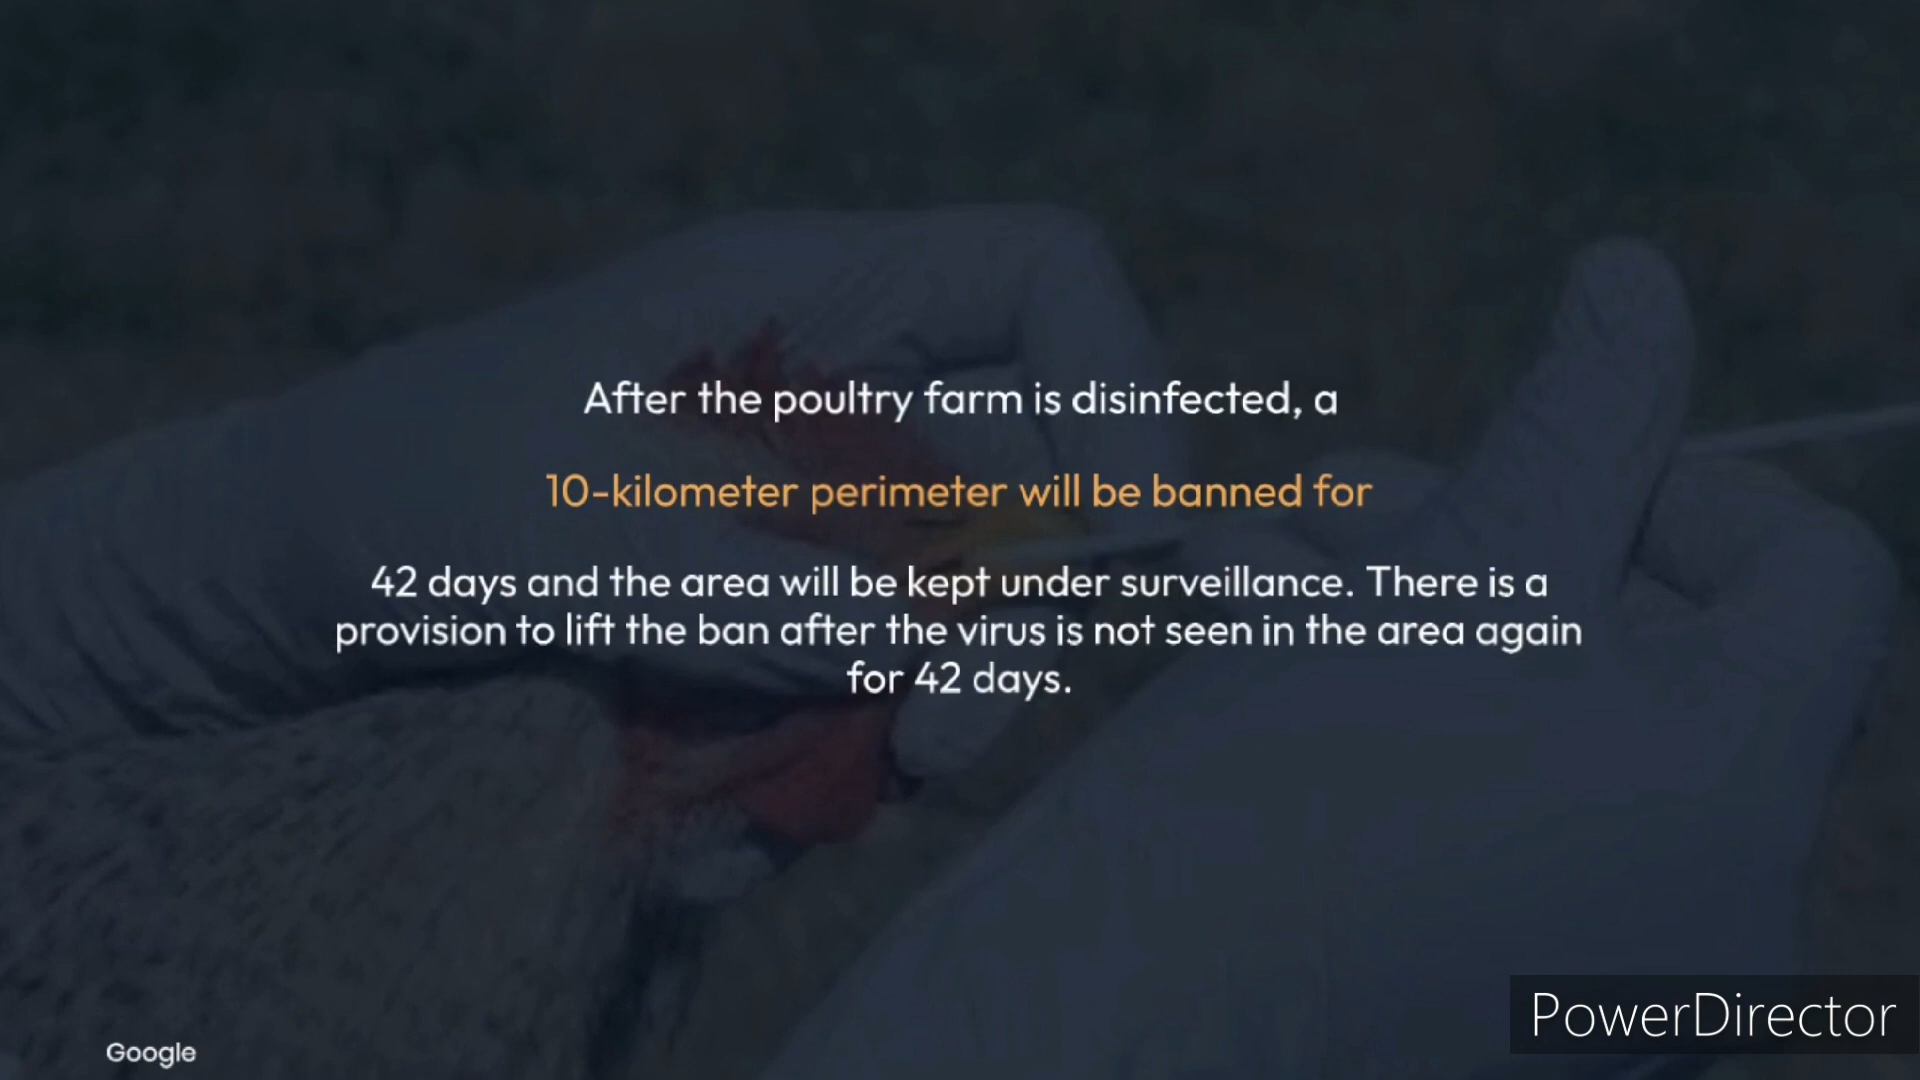 After the poultry farm is disinfected, a
10-kilometer perimeter will be banned for
42 days and the area will be kept under surveillance. There is a
provision to lift the ban after the virus is not seen in the area again
for 42 days.
Google
PowerDirector